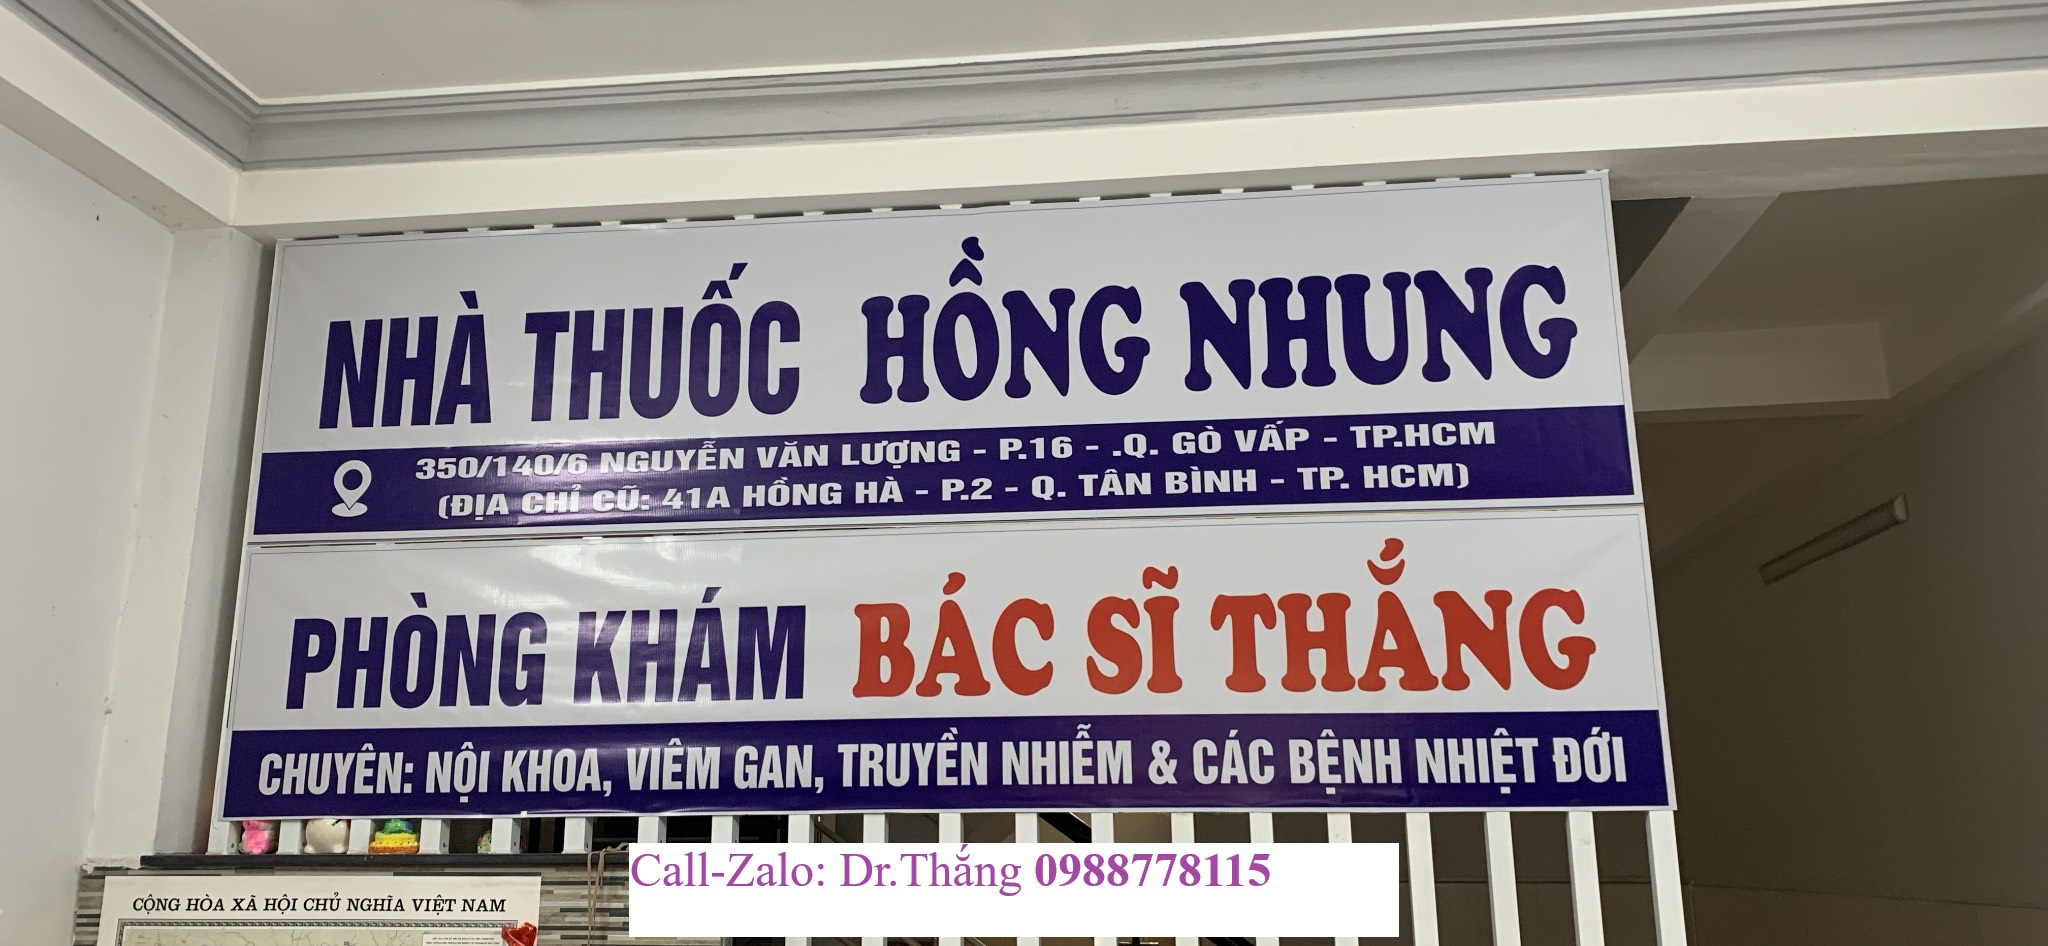 NHÀ THUỐC HỒNG NHUNG
350/140/6 NGUYỄN VĂN LƯỢNG - P.16 - .Q. GÒ VẤP - TP.HCM
(ĐỊA CHỈ CŨ: 41A HỒNG HÀ - P.2 - Q. TÂN BÌNH - TP. HCM)
PHÒNG KHÁM BÁC SĨ THẮNG
CHUYÊN: NỘI KHOA, VIÊM GAN, TRUYỀN NHIỄM & CÁC BỆNH NHIỆT ĐỚI
Call-Zalo: Dr.Thắng 0988778115
CỘNG HÒA XÃ HỘI CHỦ NGHĨA VIỆT NAM